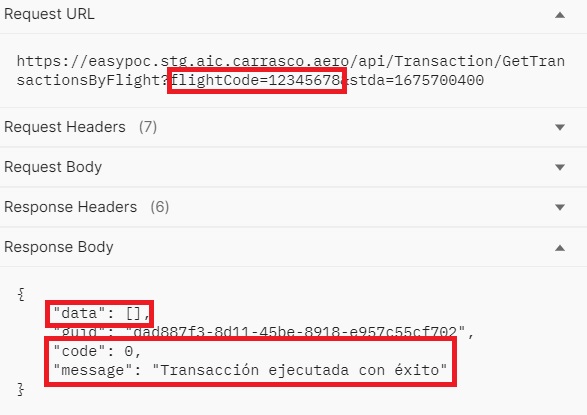 Request URL
https://easypoc.stg.aic.carrasco.aero/api/Transaction/GetTran
sactionsByFlight?flightCode=12345678&stda=1675700400
Request Headers (7)
Request Body
Response Headers (6)
Response Body
{
"data": [],
"guid": "dad887f3-8d11-45be-8918-e957c55cf702",
"code": 0,
"message": "Transacción ejecutada con éxito"
}